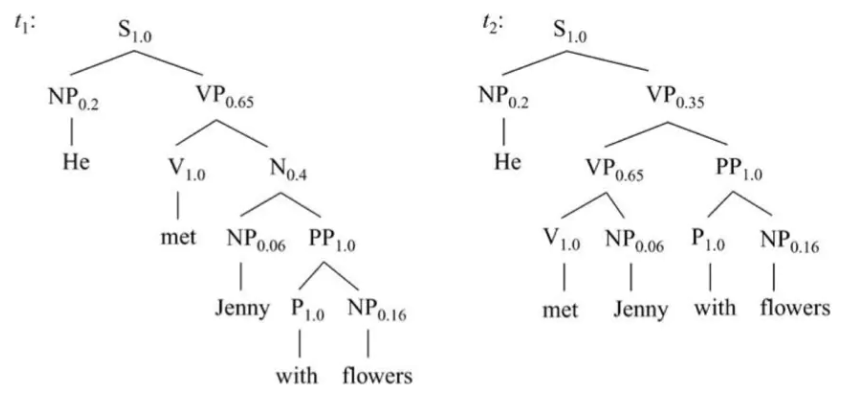 t₁: S₁.₀ t₂: S₁.₀
NP₀.₂ VP₀.₆₅ NP₀.₂ VP₀.₃₅
He V₁.₀ N₀.₄ He VP₀.₆₅ PP₁.₀
met NP₀.₀₆ PP₁.₀ V₁.₀ NP₀.₀₆ P₁.₀ NP₀.₁₆
Jenny P₁.₀ NP₀.₁₆ met Jenny with flowers
with flowers